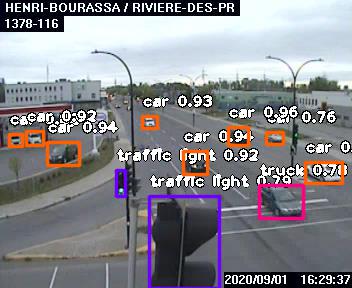 HENRI-BOURASSA / RIVIERE-DES-PR
1378-116
car 0.93
car 0.92
car 0.94
car 0.96
car 0.76
car 0.94
traffic light 0.92
traffic light 0.79
truck 0.78
car 0.
2020/09/01 16:29:37